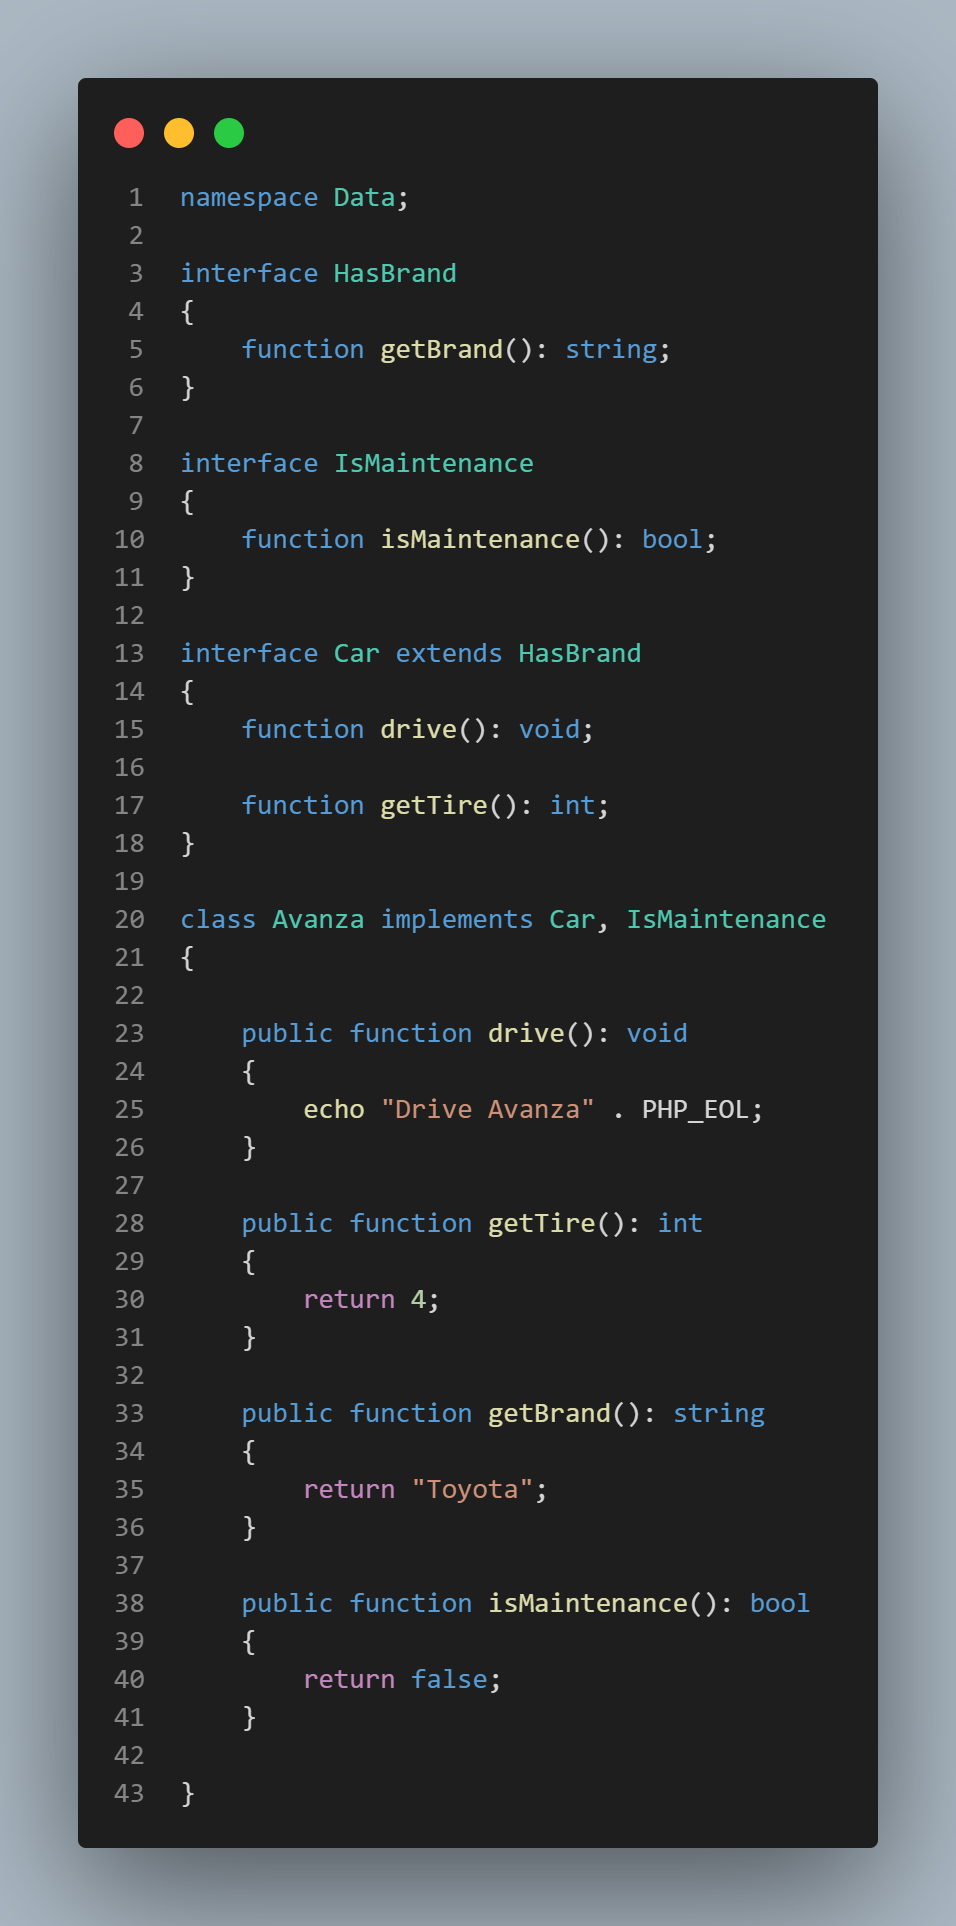 1 namespace Data;
2
3 interface HasBrand
4 {
5     function getBrand(): string;
6 }
7
8 interface IsMaintenance
9 {
10     function isMaintenance(): bool;
11 }
12
13 interface Car extends HasBrand
14 {
15     function drive(): void;
16
17     function getTire(): int;
18 }
19
20 class Avanza implements Car, IsMaintenance
21 {
22
23     public function drive(): void
24     {
25         echo "Drive Avanza" . PHP_EOL;
26     }
27
28     public function getTire(): int
29     {
30         return 4;
31     }
32
33     public function getBrand(): string
34     {
35         return "Toyota";
36     }
37
38     public function isMaintenance(): bool
39     {
40         return false;
41     }
42
43 }